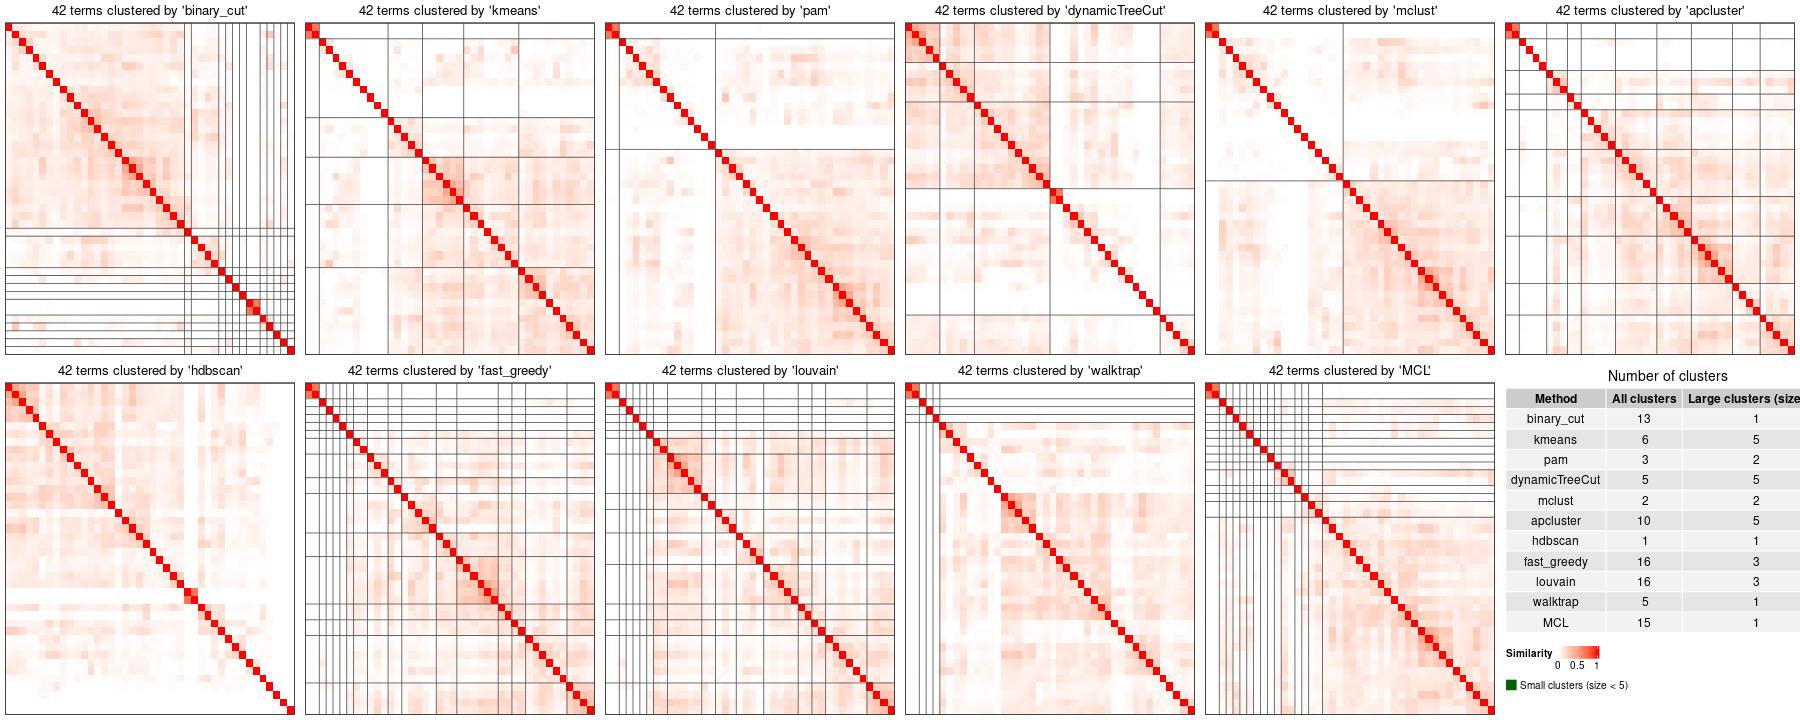 42 terms clustered by 'binary_cut'
42 terms clustered by 'kmeans'
42 terms clustered by 'pam'
42 terms clustered by 'dynamicTreeCut'
42 terms clustered by 'mclust'
42 terms clustered by 'apcluster'
42 terms clustered by 'hdbscan'
42 terms clustered by 'fast_greedy'
42 terms clustered by 'louvain'
42 terms clustered by 'walktrap'
42 terms clustered by 'MCL'
Number of clusters
Method All clusters Large clusters (size
binary_cut 13 1
kmeans 6 5
pam 3 2
dynamicTreeCut 5 5
mclust 2 2
apcluster 10 5
hdbscan 1 1
fast_greedy 16 3
louvain 16 3
walktrap 5 1
MCL 15 1
Similarity
0 0.5 1
Small clusters (size < 5)